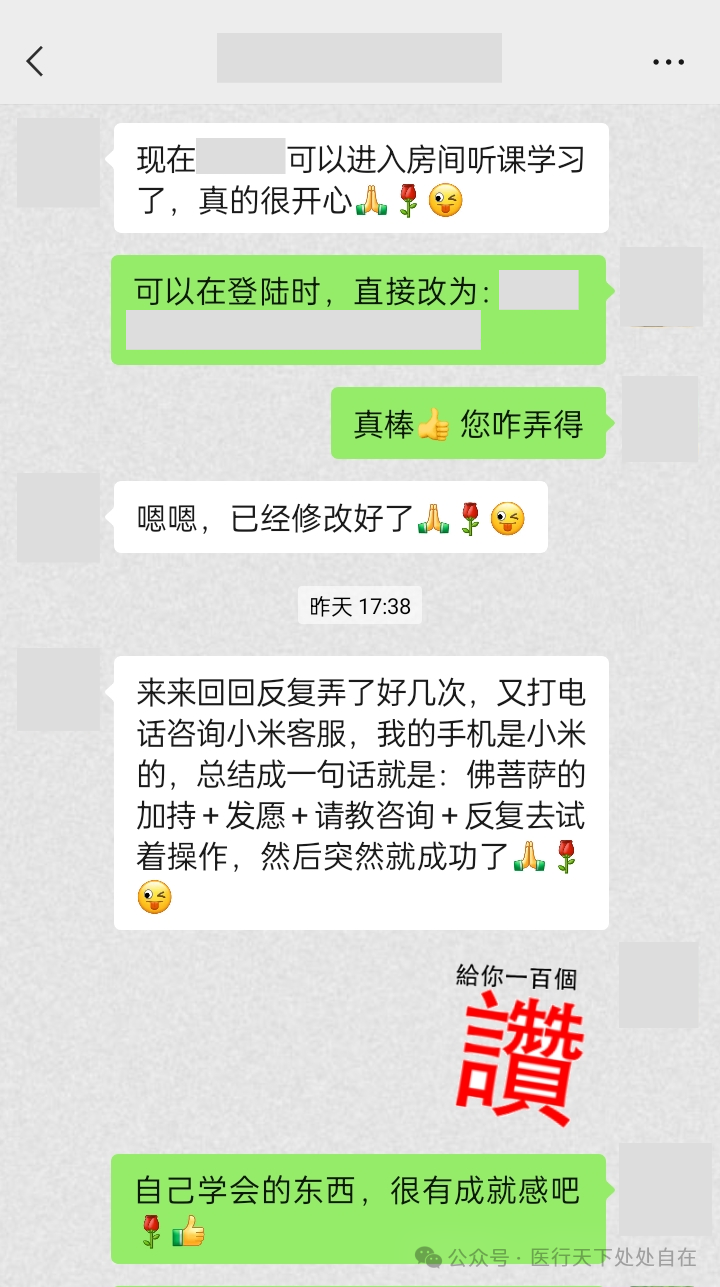 现在 可以进入房间听课学习
了，真的很开心🙏🌹😜
可以在登陆时，直接改为：
真棒👍 您咋弄得
嗯嗯，已经修改好了🙏🌹😜
昨天 17:38
来来回回反复弄了好几次，又打电
话咨询小米客服，我的手机是小米
的，总结成一句话就是：佛菩萨的
加持+发愿+请教咨询+反复去试
着操作，然后突然就成功了🙏🌹
😜
給你一百個
讚
自己学会的东西，很有成就感吧
🌹👍
公众号 · 医行天下处处自在